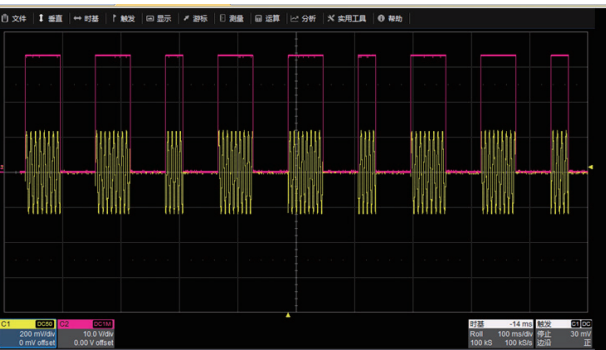 文件 垂直 时基 触发 显示 游标 测量 运算 分析 实用工具 帮助
C1 DC50 C2 DC1M 时基 -14 ms 触发 C1 DC
200 mV/div 10.0 V/div Roll 100 ms/div 停止 30 mV
0 mV offset 0.00 V offset 100 kS 100 kS/s 边沿 正